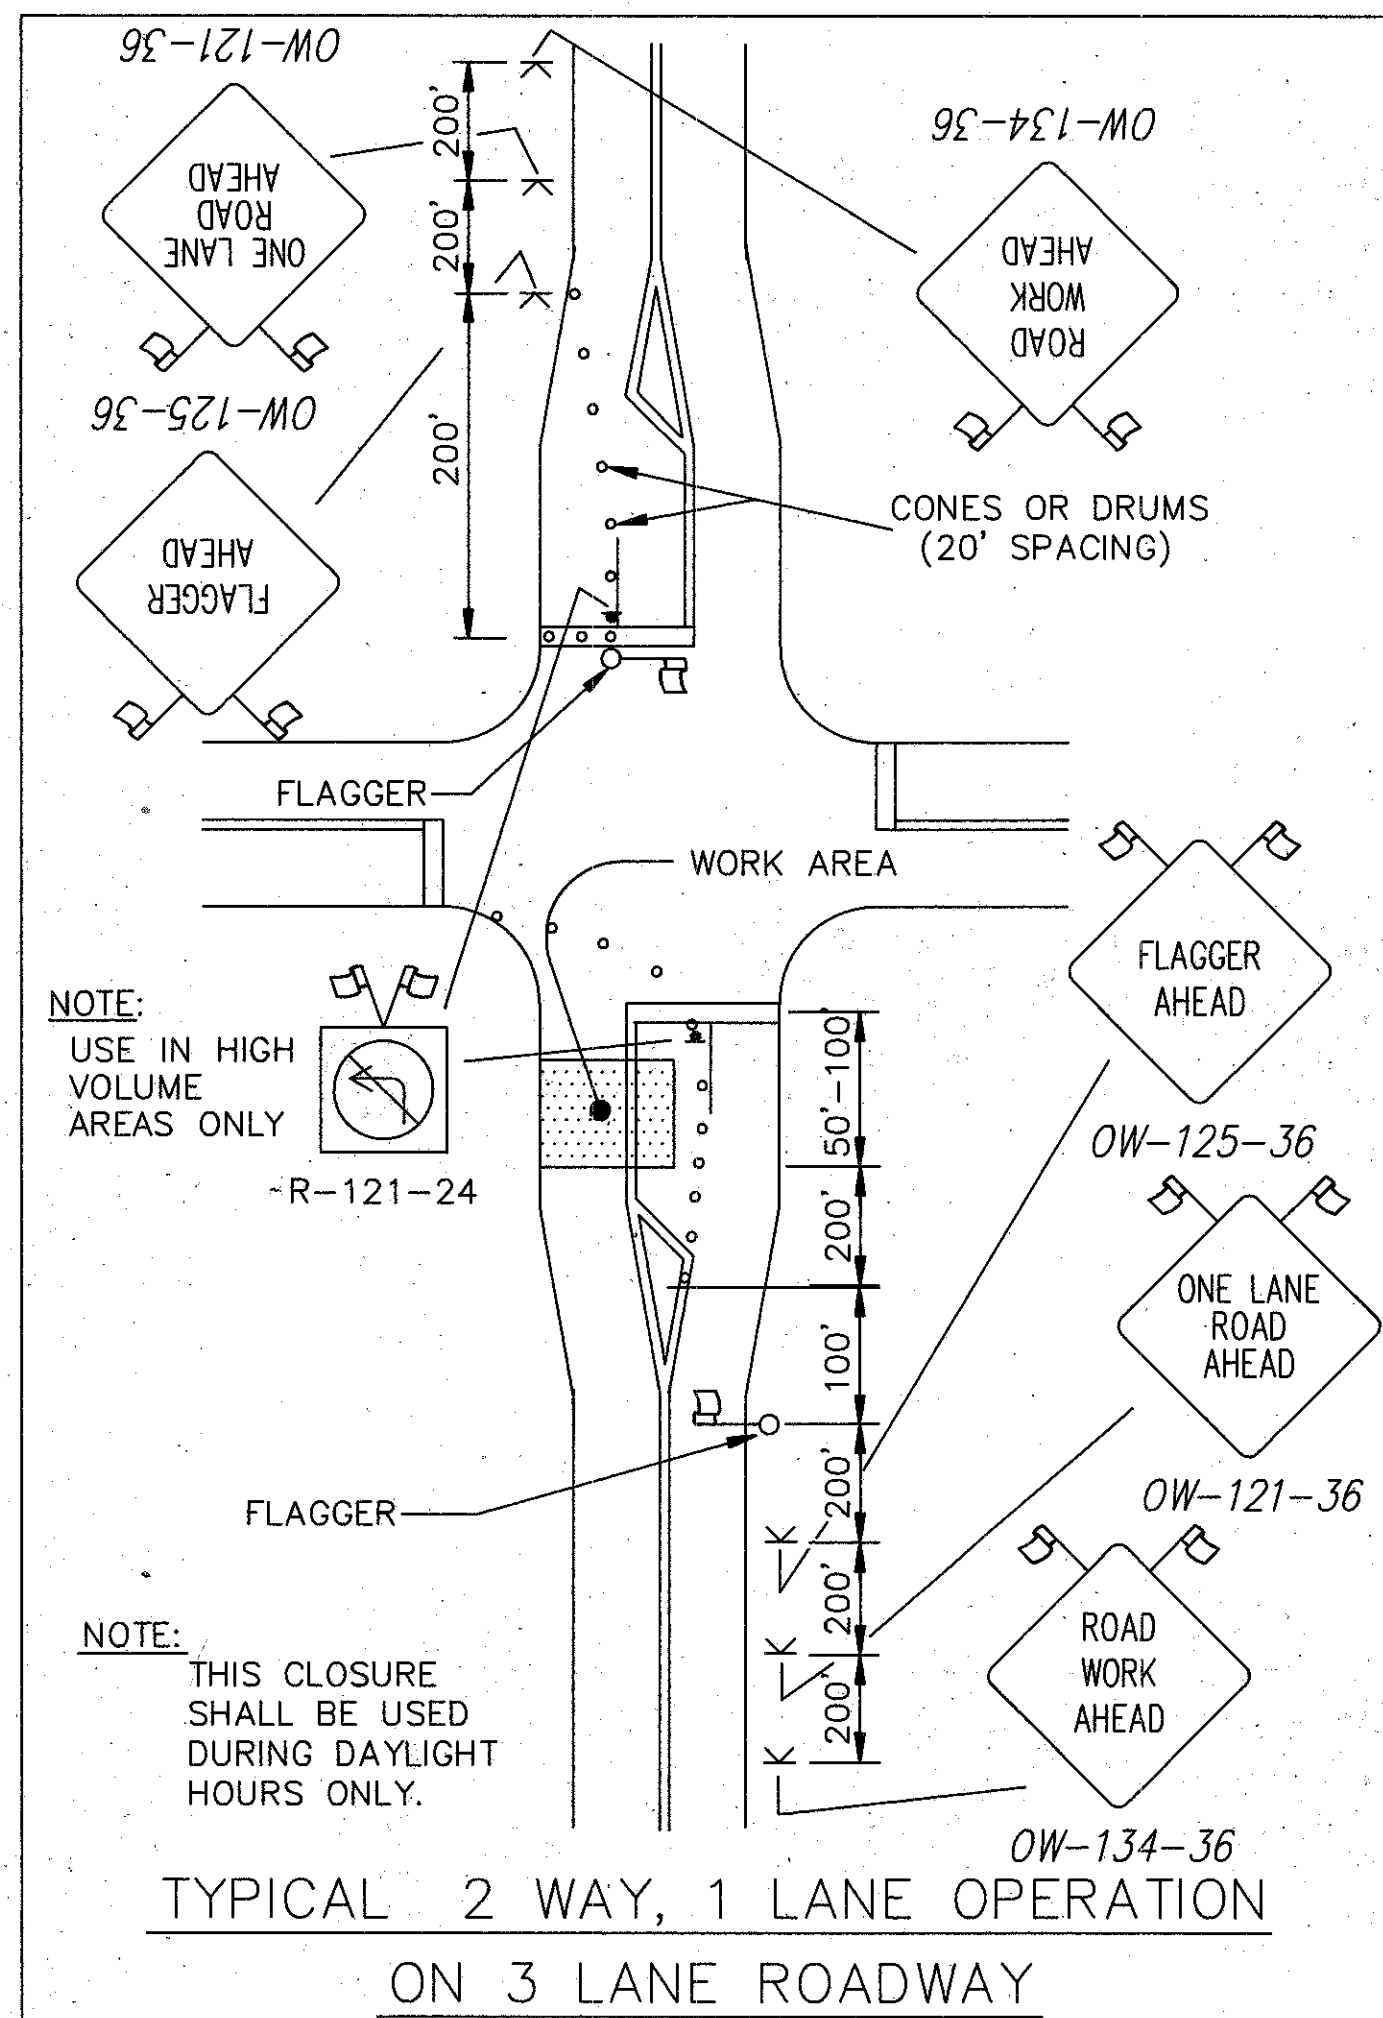 OW-121-36
ONE LANE
ROAD
AHEAD
200'
200'
200'
OW-134-36
ROAD
WORK
AHEAD
OW-125-36
FLAGGER
AHEAD
CONES OR DRUMS
(20' SPACING)
FLAGGER
WORK AREA
NOTE:
USE IN HIGH
VOLUME
AREAS ONLY
R-121-24
50'-100'
200'
100'
200'
200'
200'
FLAGGER
AHEAD
OW-125-36
ONE LANE
ROAD
AHEAD
OW-121-36
FLAGGER
ROAD
WORK
AHEAD
OW-134-36
NOTE:
THIS CLOSURE
SHALL BE USED
DURING DAYLIGHT
HOURS ONLY.
TYPICAL 2 WAY, 1 LANE OPERATION
ON 3 LANE ROADWAY